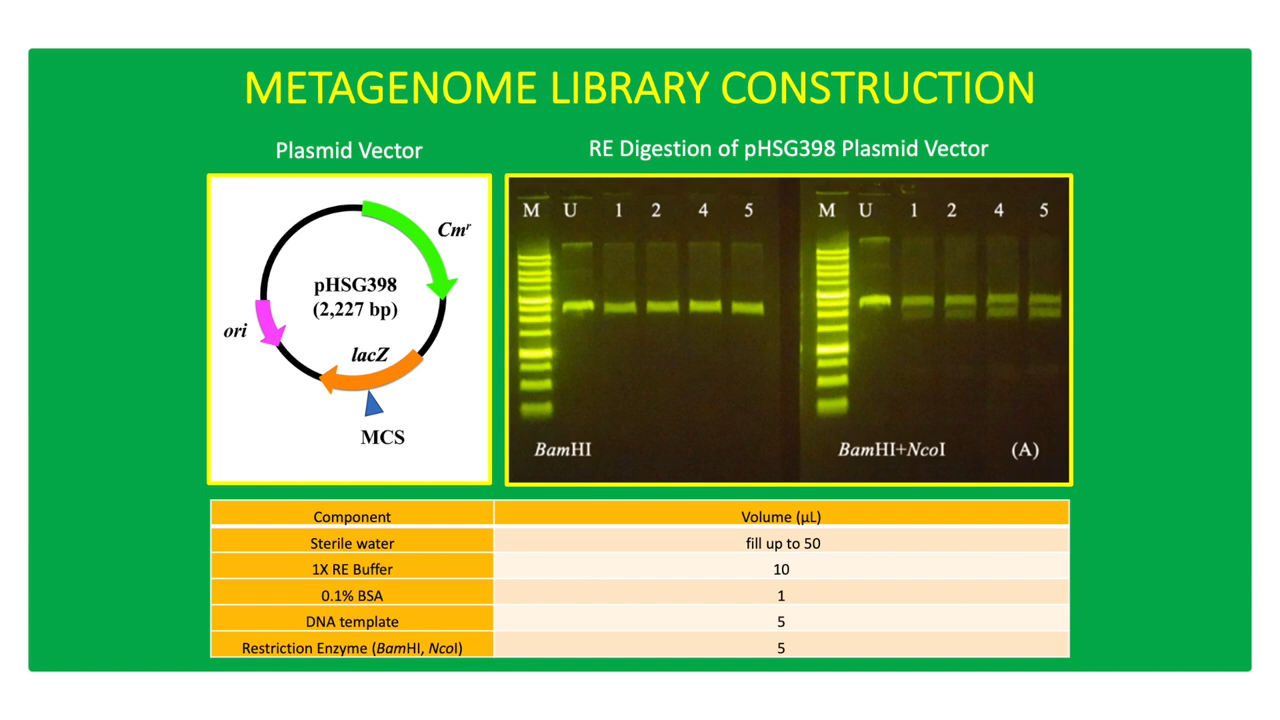 METAGENOME LIBRARY CONSTRUCTION
Plasmid Vector
RE Digestion of pHSG398 Plasmid Vector
Cmʳ
pHSG398
(2,227 bp)
ori
lacZ
MCS
M U 1 2 4 5
BamHI
M U 1 2 4 5
BamHI+NcoI (A)
Component Volume (µL)
Sterile water fill up to 50
1X RE Buffer 10
0.1% BSA 1
DNA template 5
Restriction Enzyme (BamHI, NcoI) 5